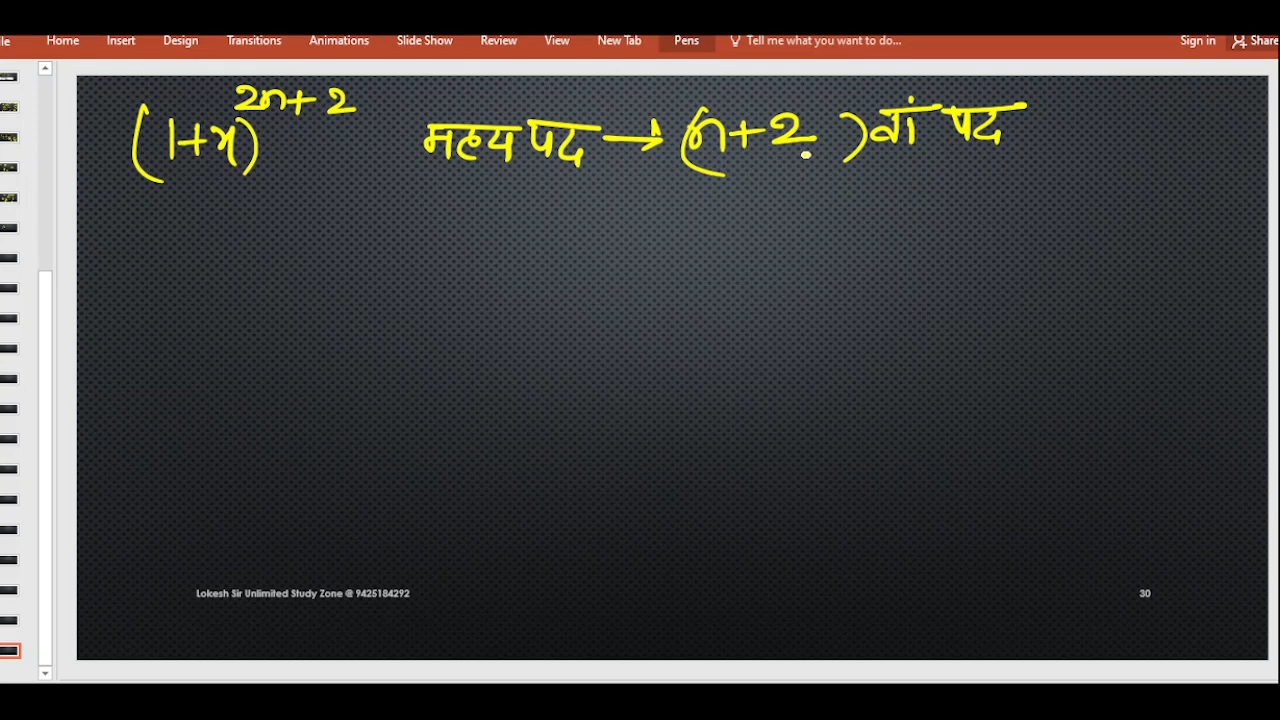 le Home Insert Design Transitions Animations Slide Show Review View New Tab Pens Tell me what you want to do... Sign in Share
(1+x)^2n+2 मध्य पद → (n+2) वां पद
Lokesh Sir Unlimited Study Zone @ 9425184292 30